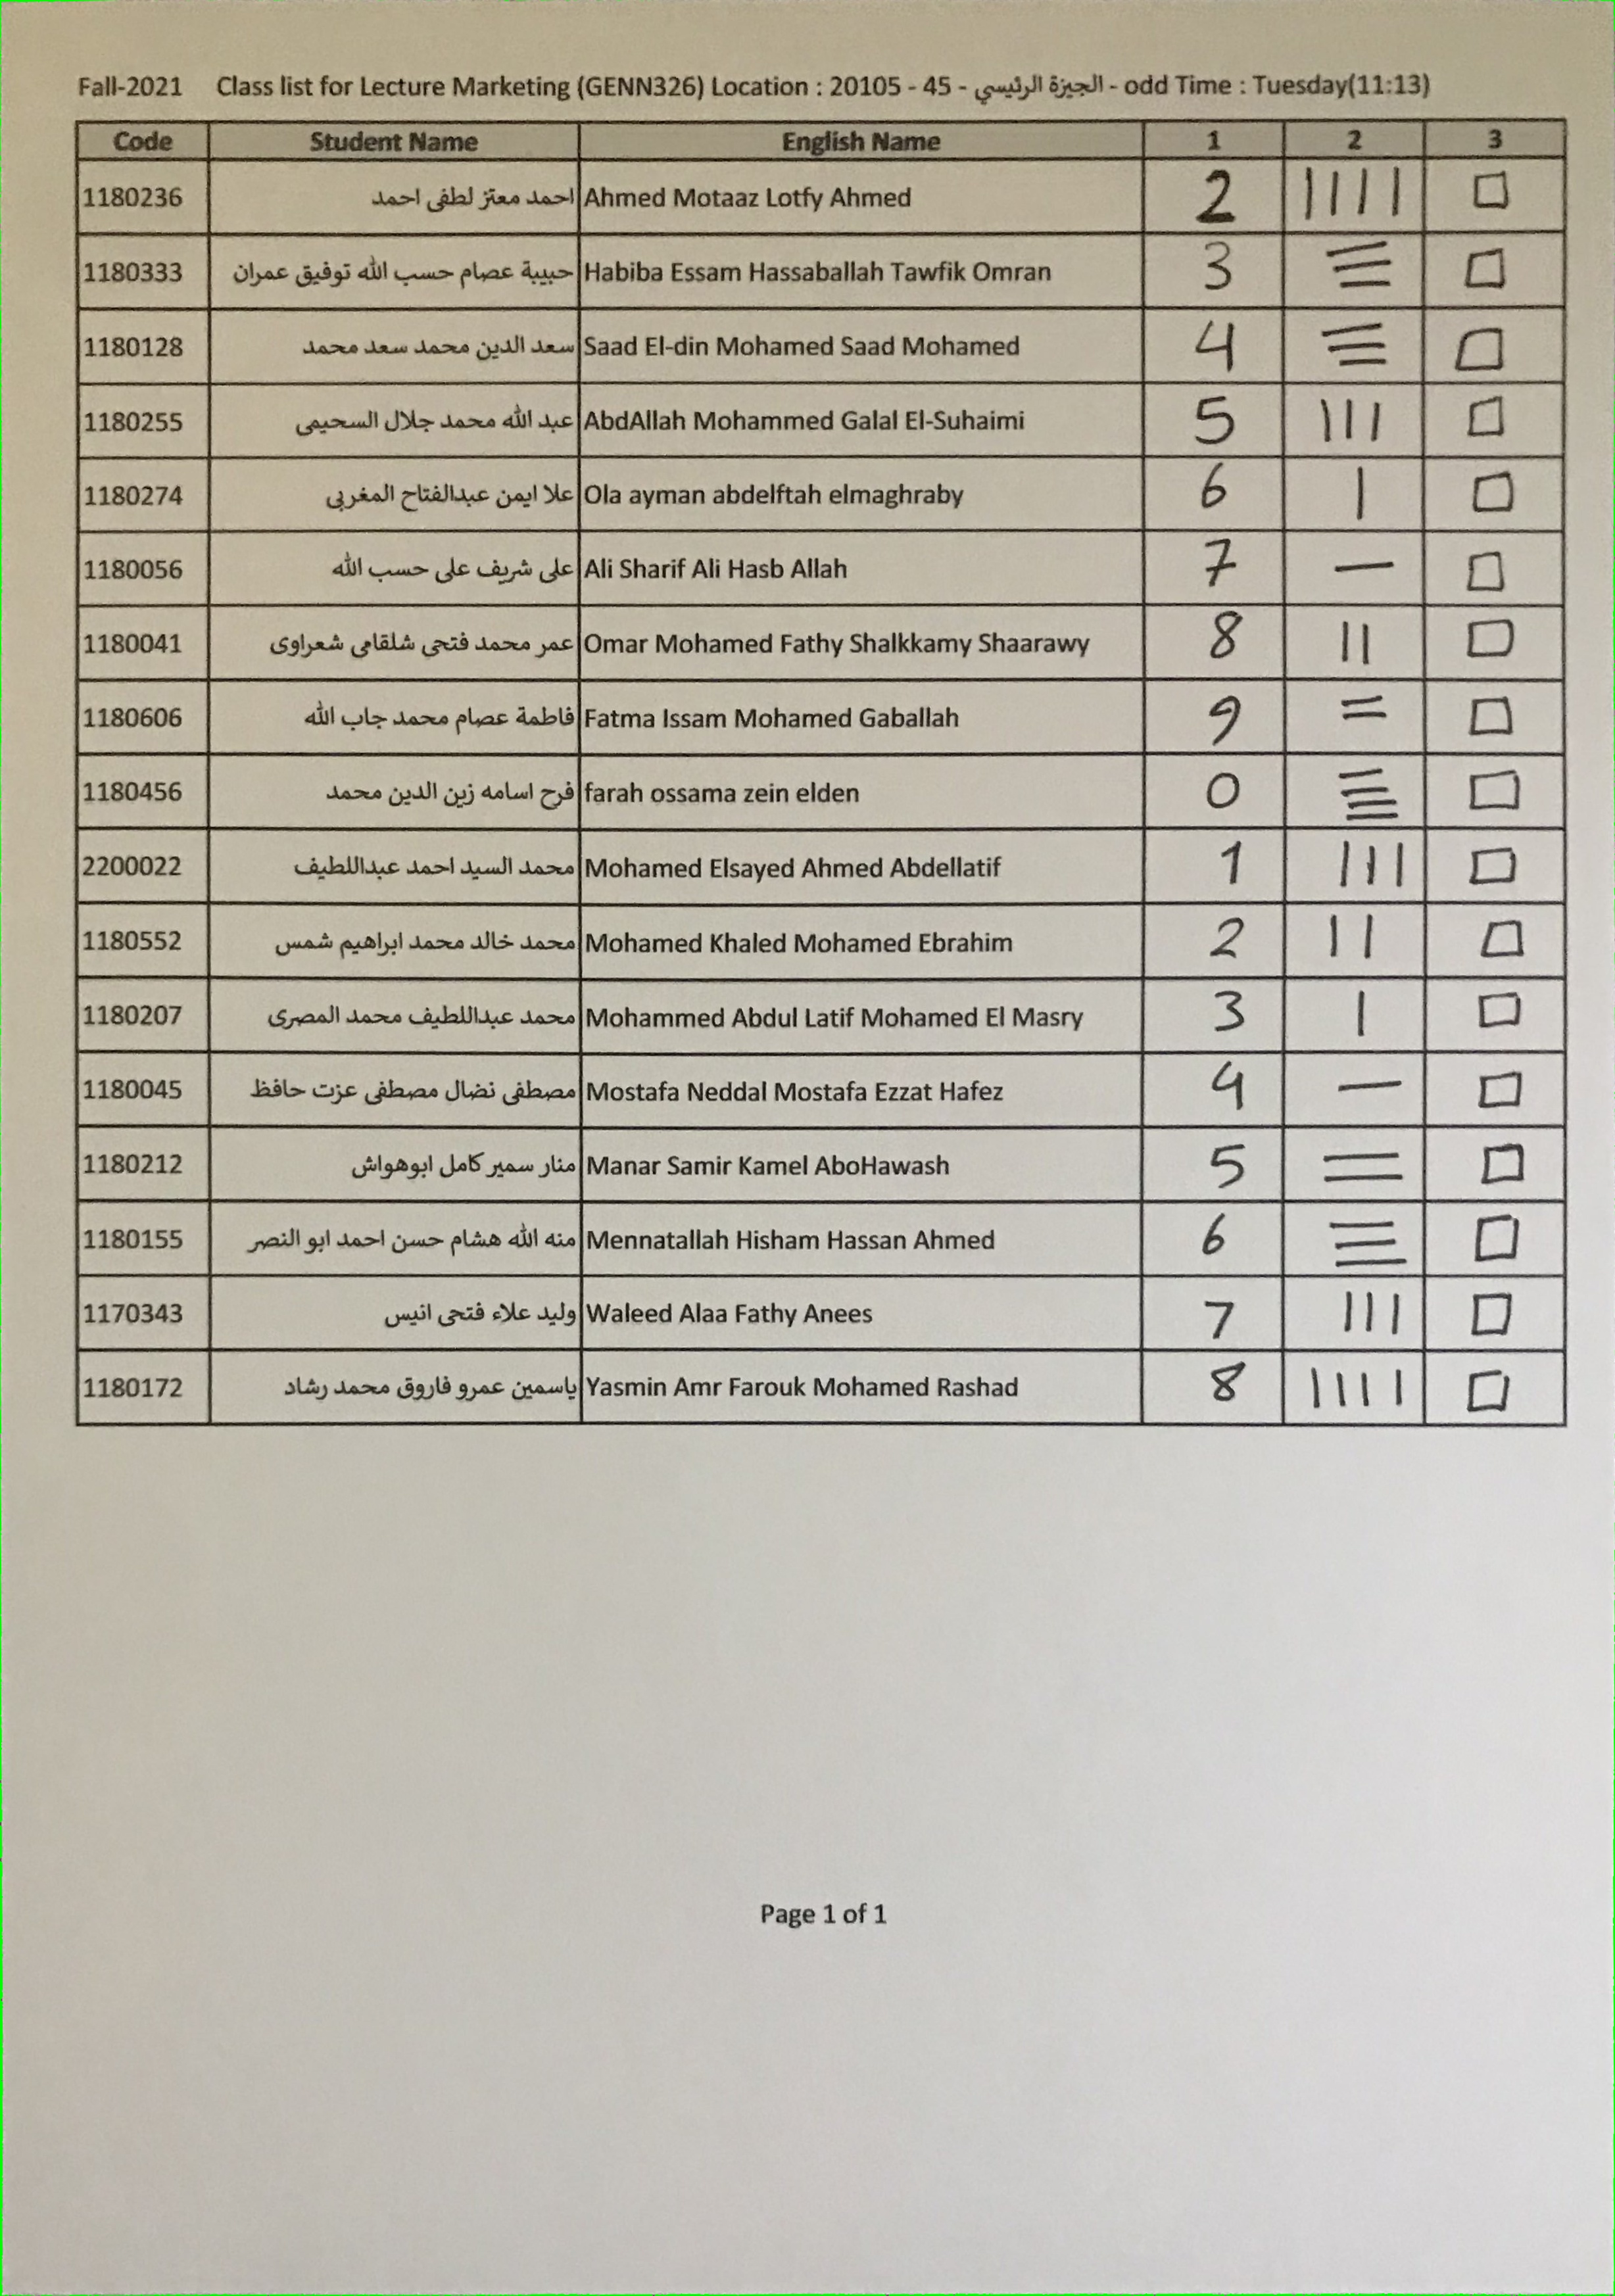 Fall-2021 Class list for Lecture Marketing (GENN326) Location : 20105 - 45 - الجيزة الرئيسي - odd Time : Tuesday(11:13)
Code Student Name English Name 1 2 3
1180236 احمد معتز لطفى احمد Ahmed Motaaz Lotfy Ahmed 2 | | | | □
1180333 حبيبة عصام حسب الله توفيق عمران Habiba Essam Hassaballah Tawfik Omran 3 ≡ □
1180128 سعد الدين محمد سعد محمد Saad El-din Mohamed Saad Mohamed 4 ≡ □
1180255 عبد الله محمد جلال السحيمى AbdAllah Mohammed Galal El-Suhaimi 5 | | | □
1180274 علا ايمن عبدالفتاح المغربي Ola ayman abdelftah elmaghraby 6 | □
1180056 على شريف على حسب الله Ali Sharif Ali Hasb Allah 7 — □
1180041 عمر محمد فتحى شلقامى شعراوى Omar Mohamed Fathy Shalkkamy Shaarawy 8 | | □
1180606 فاطمة عصام محمد جاب الله Fatma Issam Mohamed Gaballah 9 = □
1180456 فرح اسامه زين الدين محمد farah ossama zein elden 0 ≣ □
2200022 محمد السيد احمد عبداللطيف Mohamed Elsayed Ahmed Abdellatif 1 | | | □
1180552 محمد خالد محمد ابراهيم شمس Mohamed Khaled Mohamed Ebrahim 2 | | □
1180207 محمد عبداللطيف محمد المصرى Mohammed Abdul Latif Mohamed El Masry 3 | □
1180045 مصطفى نضال مصطفى عزت حافظ Mostafa Neddal Mostafa Ezzat Hafez 4 — □
1180212 منار سمير كامل ابوهواش Manar Samir Kamel AboHawash 5 = □
1180155 منه الله هشام حسن احمد ابو النصر Mennatallah Hisham Hassan Ahmed 6 ≡ □
1170343 وليد علاء فتحى انيس Waleed Alaa Fathy Anees 7 | | | □
1180172 ياسمين عمرو فاروق محمد رشاد Yasmin Amr Farouk Mohamed Rashad 8 | | | | □
Page 1 of 1